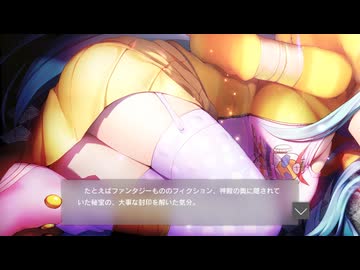 たとえばファンタジーもののフィクション、神殿の奥に隠されて
いた秘宝の、大事な封印を解いた気分。